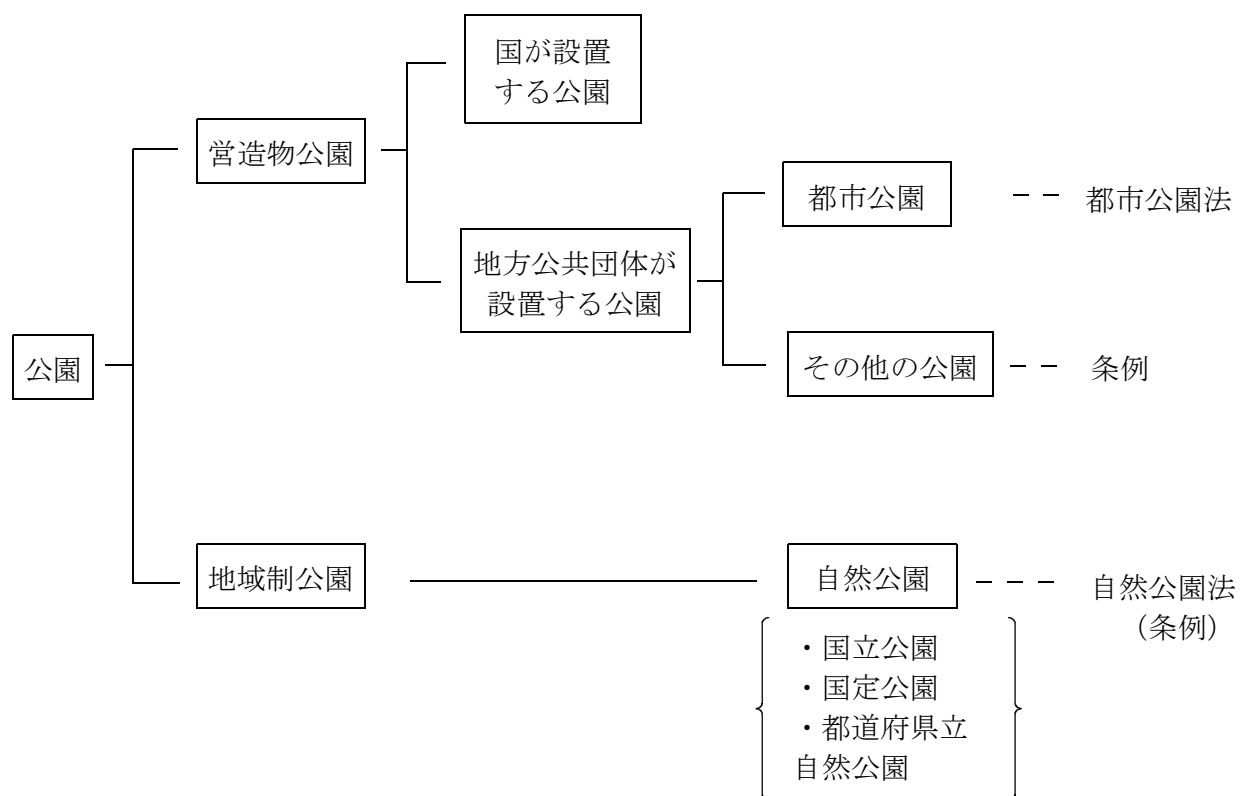 国が設置
する公園
営造物公園
都市公園
都市公園法
地方公共団体が
設置する公園
公園
その他の公園
条例
地域制公園
自然公園
自然公園法
（条例）
・国立公園
・国定公園
・都道府県立
自然公園